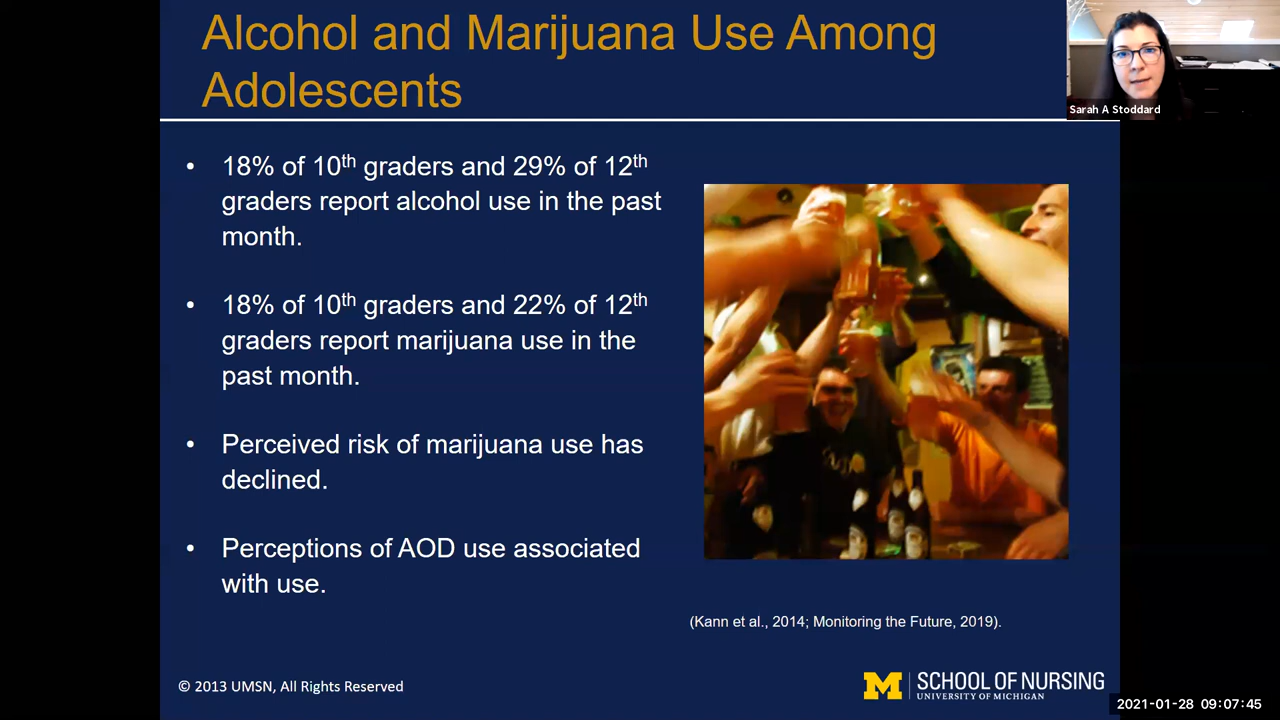 Alcohol and Marijuana Use Among
Adolescents
Sarah A Stoddard
• 18% of 10th graders and 29% of 12th
graders report alcohol use in the past
month.
• 18% of 10th graders and 22% of 12th
graders report marijuana use in the
past month.
• Perceived risk of marijuana use has
declined.
• Perceptions of AOD use associated
with use.
(Kann et al., 2014; Monitoring the Future, 2019).
© 2013 UMSN, All Rights Reserved
M SCHOOL OF NURSING
UNIVERSITY OF MICHIGAN
2021-01-28 09:07:45